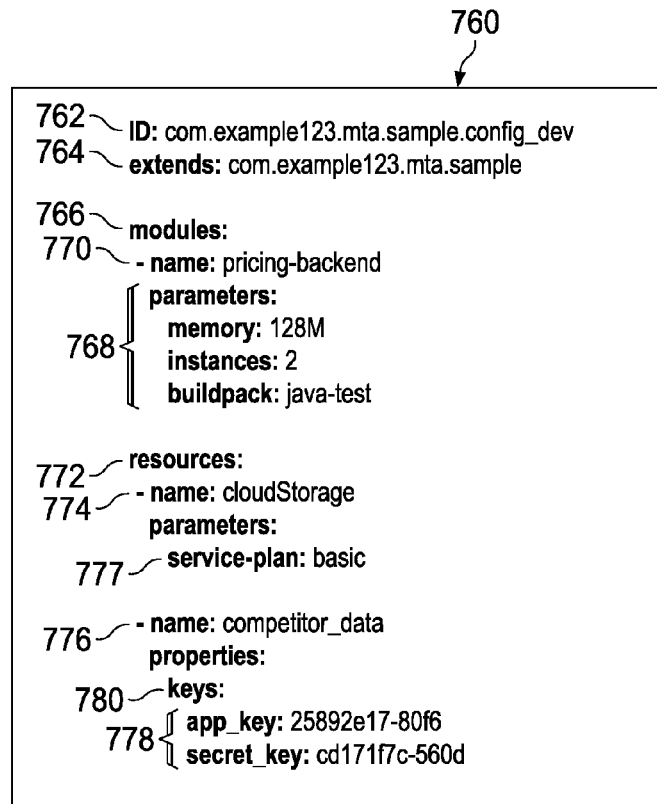 760
762 ID: com.example123.mta.sample.config_dev
764 extends: com.example123.mta.sample
766 modules:
770 - name: pricing-backend
parameters:
768 memory: 128M
instances: 2
buildpack: java-test
772 resources:
774 - name: cloudStorage
parameters:
777 service-plan: basic
776 - name: competitor_data
properties:
780 keys:
778 app_key: 25892e17-80f6
secret_key: cd171f7c-560d